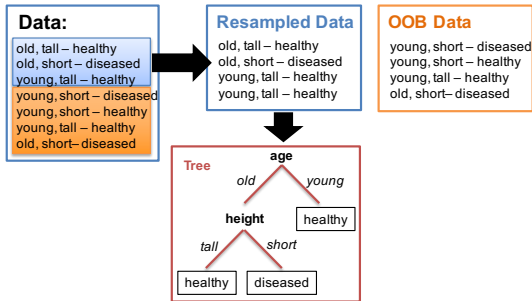 Data:
old, tall – healthy
old, short – diseased
young, tall – healthy
young, short – diseased
young, short – healthy
young, tall – healthy
old, short – diseased
Resampled Data
old, tall – healthy
old, short – diseased
young, tall – healthy
young, tall – healthy
OOB Data
young, short – diseased
young, short – healthy
young, tall – healthy
old, short – diseased
Tree
age
old
young
height
healthy
tall
short
healthy
diseased